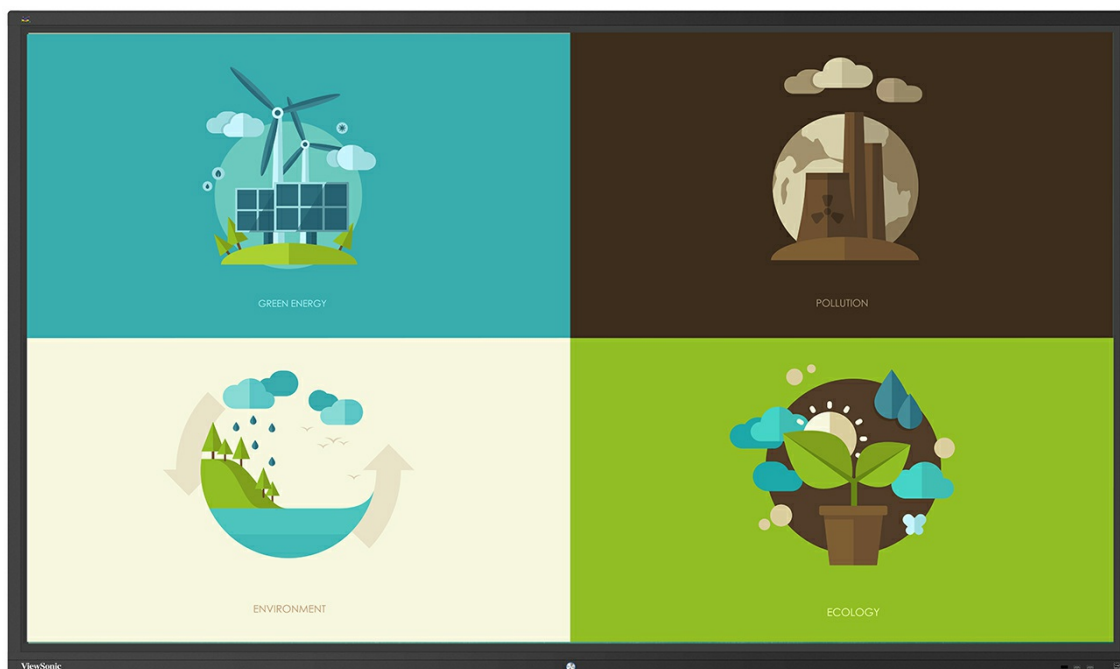 GREEN ENERGY
POLLUTION
ENVIRONMENT
ECOLOGY
ViewSonic